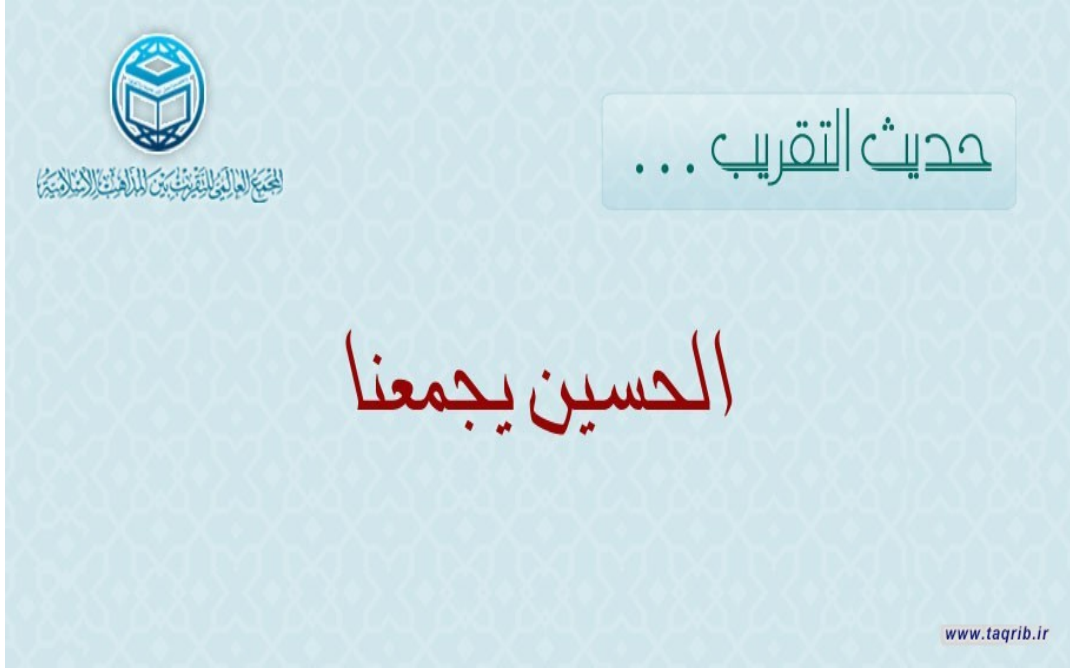 حديث التقريب ...
المجمع العالمي للتقريب بين المذاهب الإسلامية
الحسين يجمعنا
www.taqrib.ir